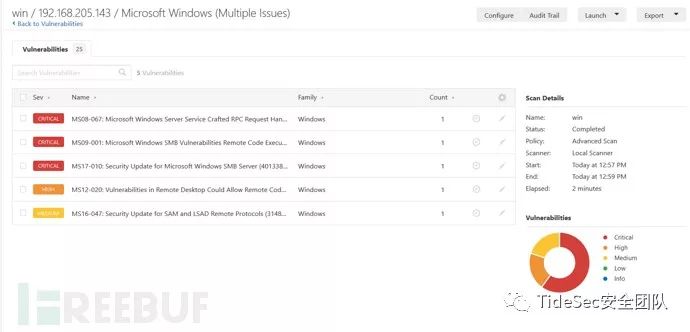 win / 192.168.205.143 / Microsoft Windows (Multiple Issues)
Configure Audit Trail Launch Export
Back to Vulnerabilities
Vulnerabilities 25
Search Vulnerabilities 5 Vulnerabilities
Sev Name Family Count
CRITICAL MS08-067: Microsoft Windows Server Service Crafted RPC Request Han... Windows 1
CRITICAL MS09-001: Microsoft Windows SMB Vulnerabilities Remote Code Execu... Windows 1
CRITICAL MS17-010: Security Update for Microsoft Windows SMB Server (401338... Windows 1
HIGH MS12-020: Vulnerabilities in Remote Desktop Could Allow Remote Cod... Windows 1
MEDIUM MS16-047: Security Update for SAM and LSAD Remote Protocols (3148... Windows 1
Scan Details
Name: win
Status: Completed
Policy: Advanced Scan
Scanner: Local Scanner
Start: Today at 12:57 PM
End: Today at 12:59 PM
Elapsed: 2 minutes
Vulnerabilities
Critical
High
Medium
Low
Info
FREEBUF
TideSec安全团队